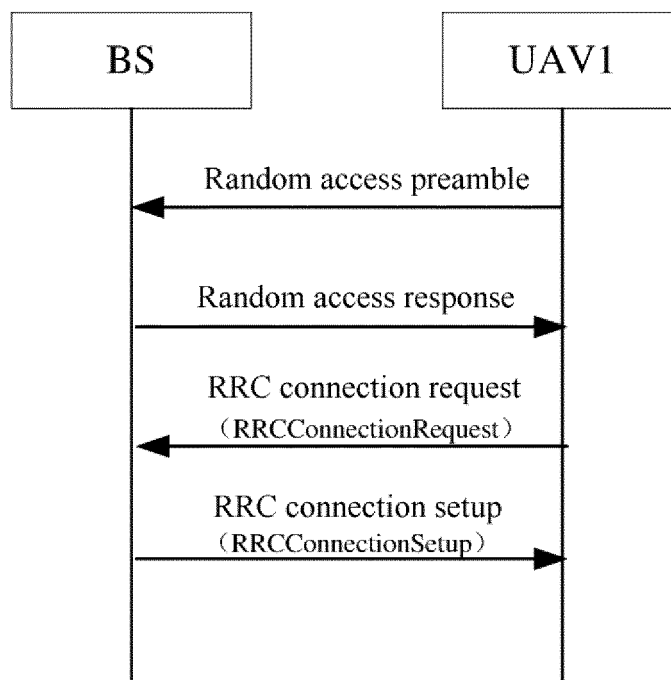 BS
UAV1
Random access preamble
Random access response
RRC connection request
（RRCConnectionRequest）
RRC connection setup
（RRCConnectionSetup）